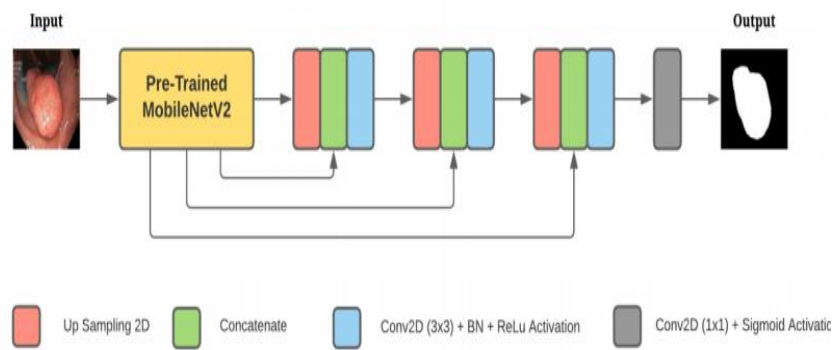 Input
Output
Pre-Trained
MobileNetV2
Up Sampling 2D
Concatenate
Conv2D (3x3) + BN + ReLu Activation
Conv2D (1x1) + Sigmoid Activatio